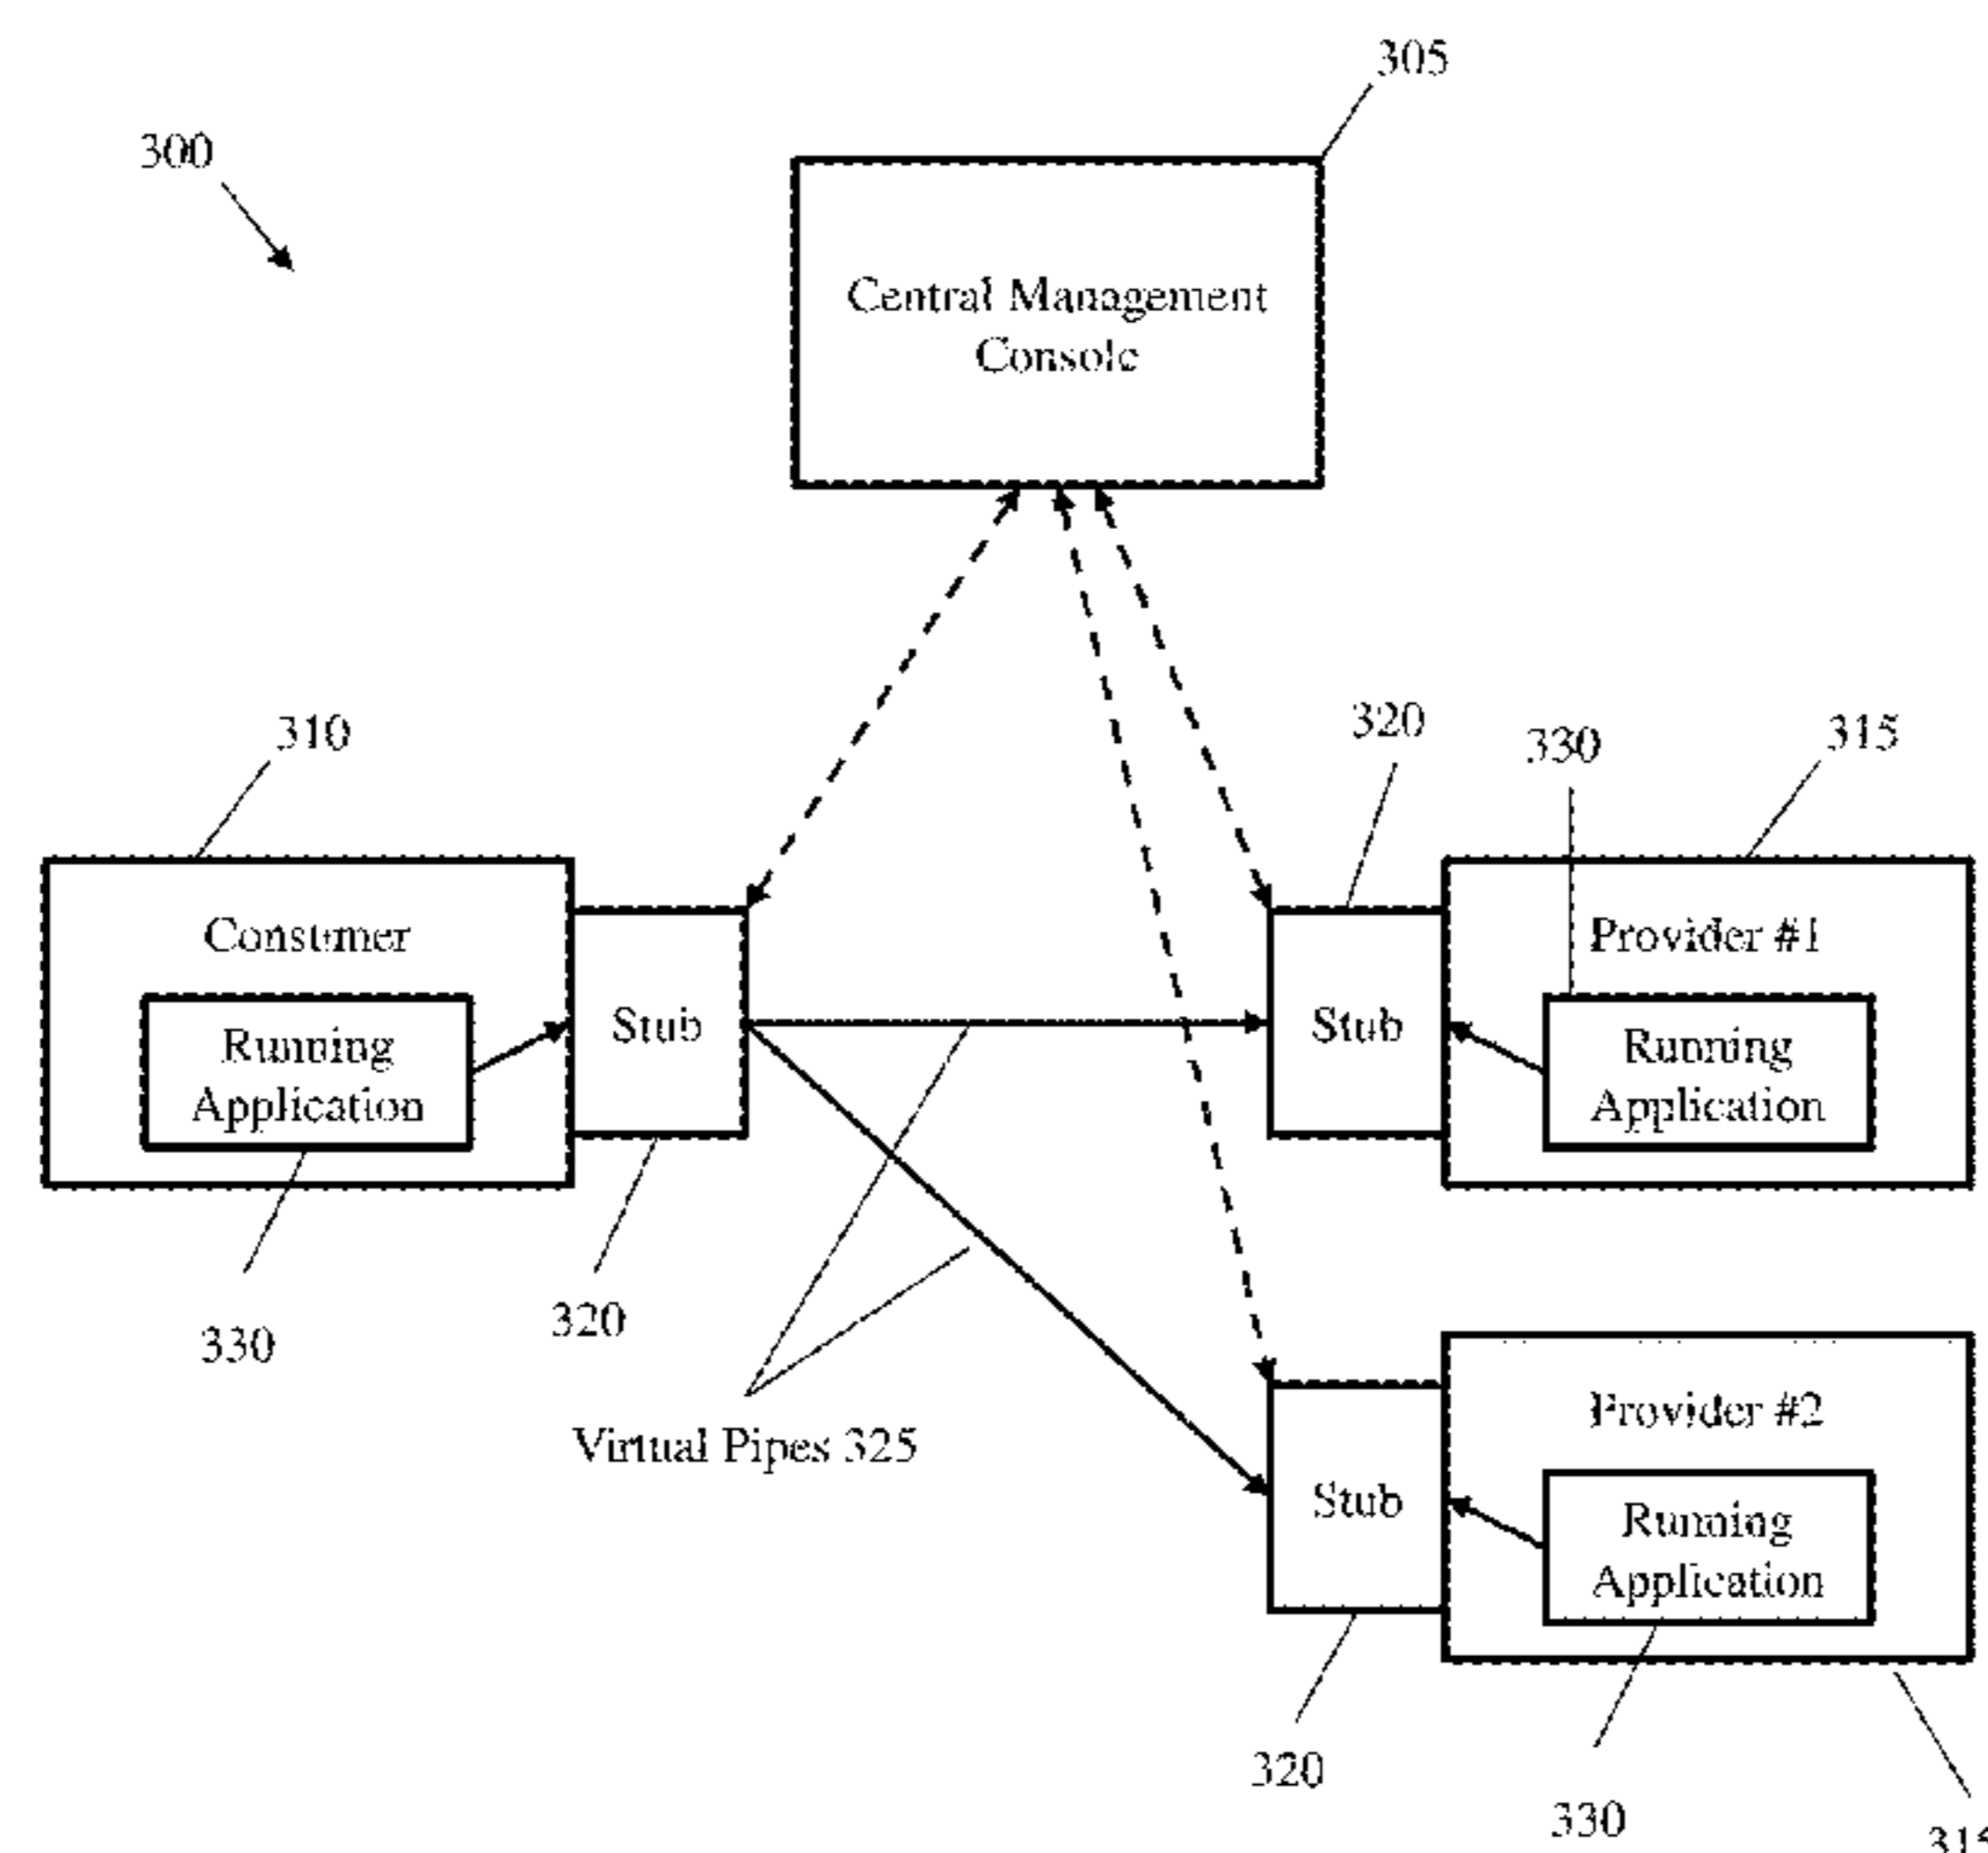 305
300
Central Management
Console
310
320
330
315
Consumer
Provider #1
Stub
Stub
Running
Application
Running
Application
330
320
Virtual Pipes 325
Provider #2
Stub
Running
Application
320
330